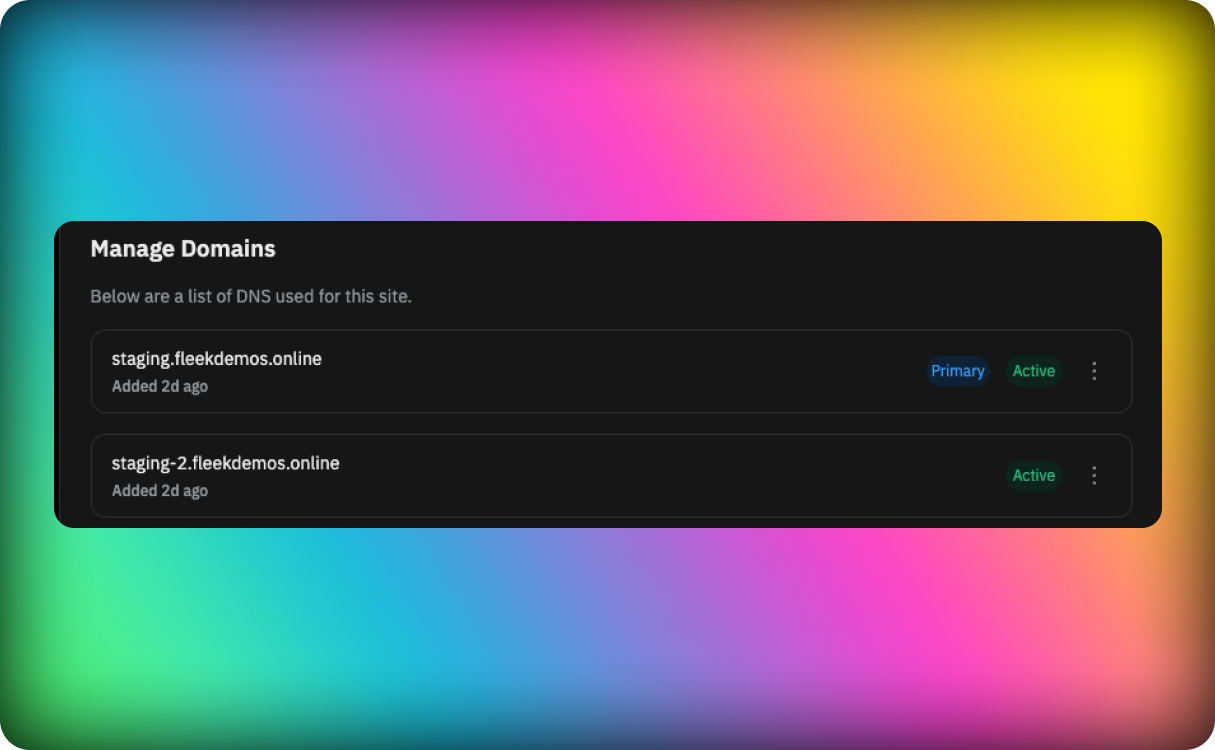 Manage Domains
Below are a list of DNS used for this site.
staging.fleekdemos.online
Added 2d ago
Primary
Active
staging-2.fleekdemos.online
Added 2d ago
Active